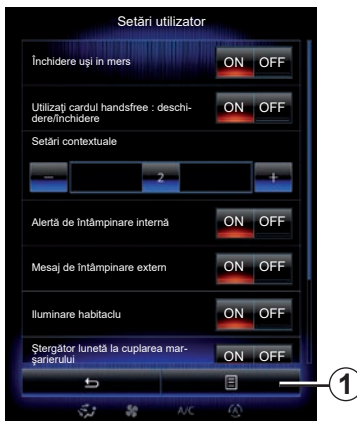 Setări utilizator
Închidere uşi in mers
ON OFF
Utilizaţi cardul handsfree : deschi-
dere/închidere
ON OFF
Setări contextuale
− 2 +
Alertă de întâmpinare internă
ON OFF
Mesaj de întâmpinare extern
ON OFF
Iluminare habitaclu
ON OFF
Ştergător lunetă la cuplarea mar-
şarierului
ON OFF
1
A/C